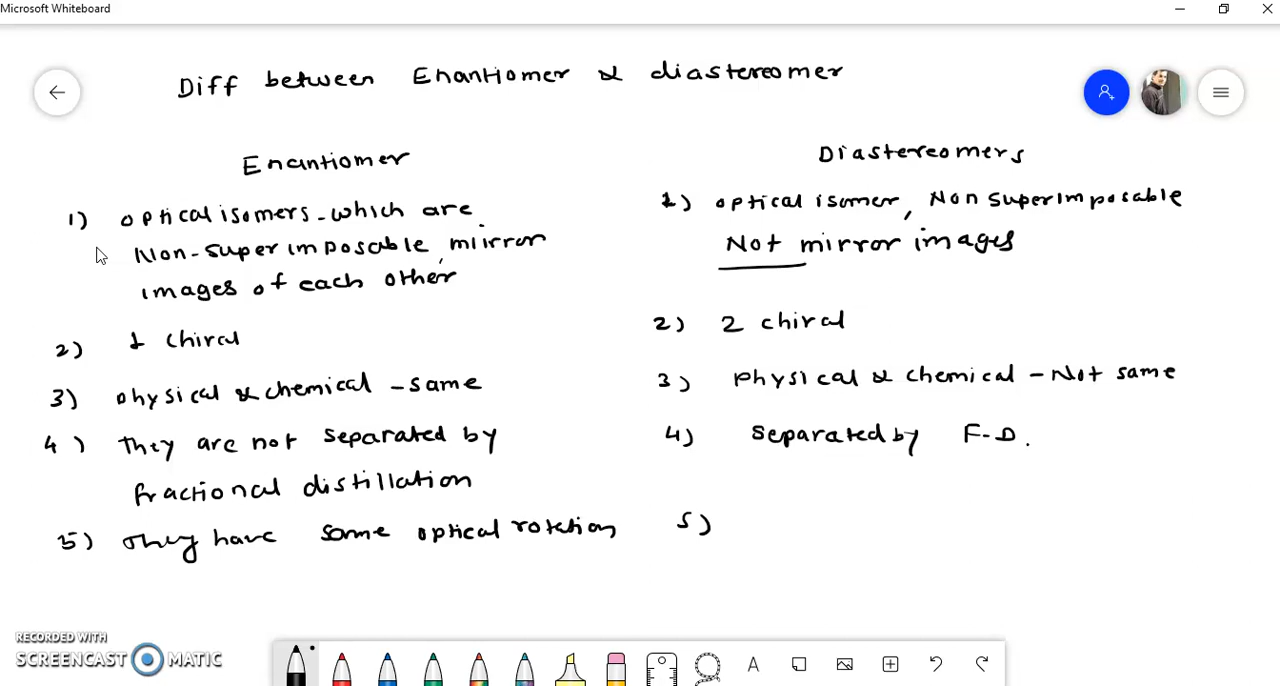 Microsoft Whiteboard
Diff between Enantiomer & diastereomer
Enantiomer
1) optical isomers - which are
Non-superimposable, mirror
images of each other
2) 1 chiral
3) physical & chemical - same
4) They are not separated by
fractional distillation
5) They have same optical rotation
Diastereomers
1) optical isomer, Non superimposable
Not mirror images
2) 2 chiral
3) physical & chemical - Not same
4) separated by F-D.
5)
RECORDED WITH
SCREENCAST MATIC
A